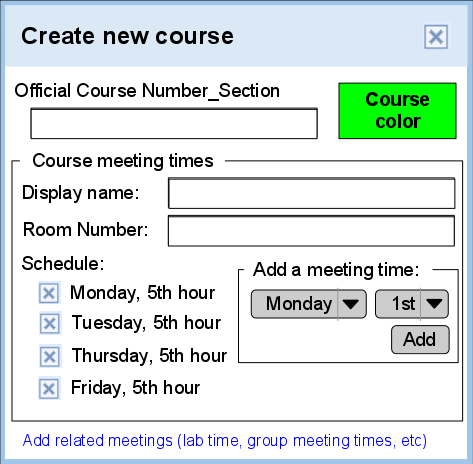 Create new course
Official Course Number_Section
Course
color
Course meeting times
Display name:
Room Number:
Schedule:
Monday, 5th hour
Tuesday, 5th hour
Thursday, 5th hour
Friday, 5th hour
Add a meeting time:
Monday 1st
Add
Add related meetings (lab time, group meeting times, etc)